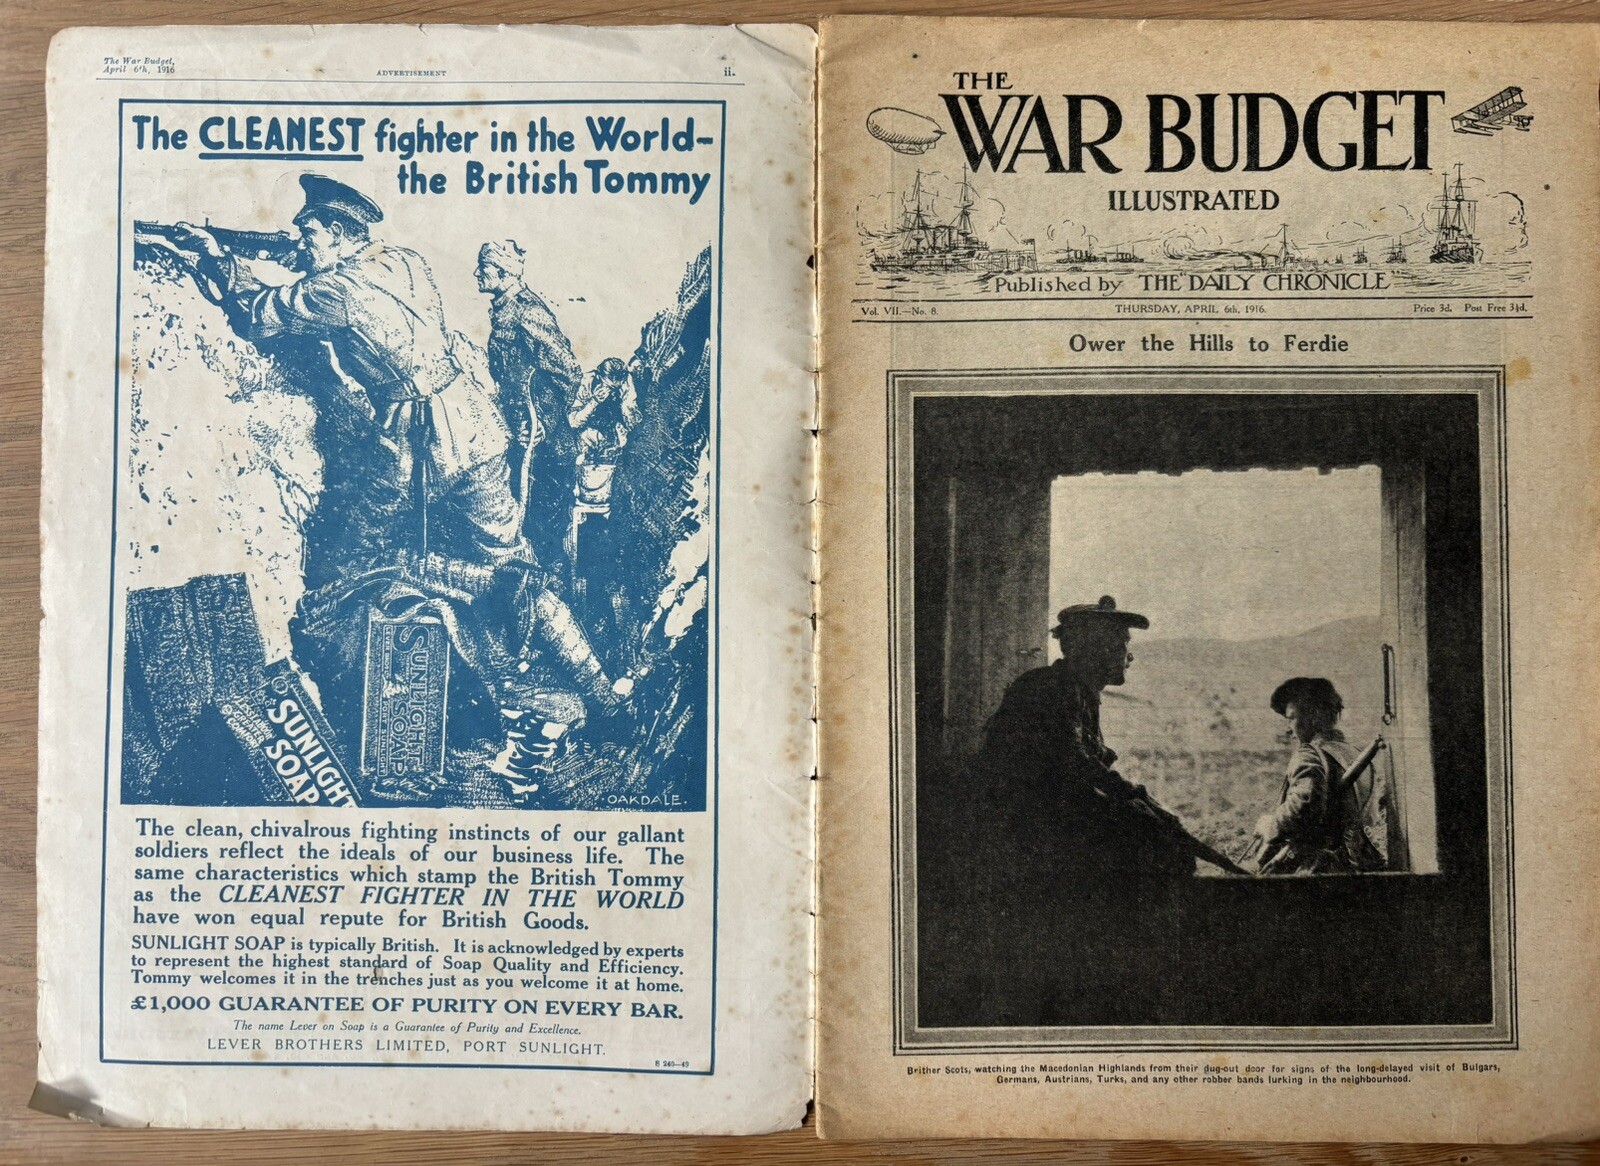 The War Budget,
April 6th, 1916
ADVERTISEMENT
ii.
The CLEANEST fighter in the World—
the British Tommy
SUNLIGHT
SOAP
SUNLIGHT
SOAP
OAKDALE.
The clean, chivalrous fighting instincts of our gallant
soldiers reflect the ideals of our business life. The
same characteristics which stamp the British Tommy
as the CLEANEST FIGHTER IN THE WORLD
have won equal repute for British Goods.
SUNLIGHT SOAP is typically British. It is acknowledged by experts
to represent the highest standard of Soap Quality and Efficiency.
Tommy welcomes it in the trenches just as you welcome it at home.
£1,000 GUARANTEE OF PURITY ON EVERY BAR.
The name Lever on Soap is a Guarantee of Purity and Excellence.
LEVER BROTHERS LIMITED, PORT SUNLIGHT.
S 240—49
THE
WAR BUDGET
ILLUSTRATED
Published by THE "DAILY CHRONICLE"
Vol. VII.—No. 8.
THURSDAY, APRIL 6th, 1916.
Price 3d. Post Free 3½d.
Ower the Hills to Ferdie
Brither Scots, watching the Macedonian Highlands from their dug-out door for signs of the long-delayed visit of Bulgars,
Germans, Austrians, Turks, and any other robber bands lurking in the neighbourhood.